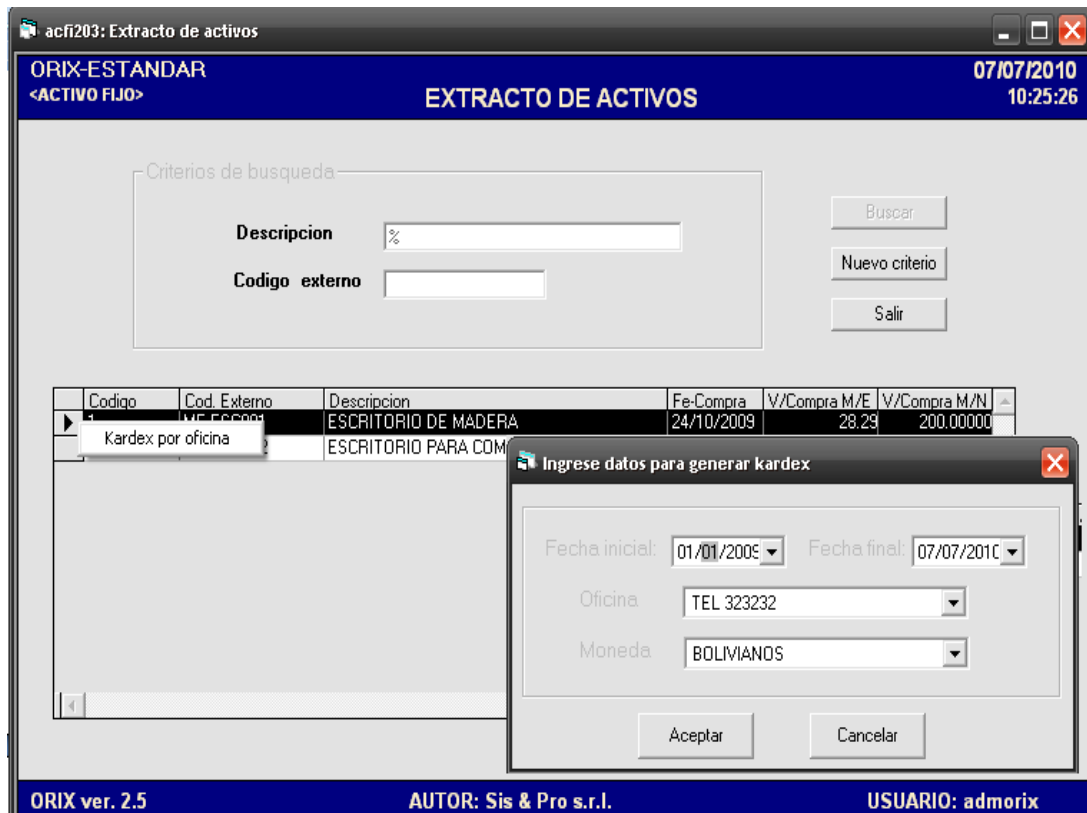 acfi203: Extracto de activos
ORIX-ESTANDAR 07/07/2010
<ACTIVO FIJO> EXTRACTO DE ACTIVOS 10:25:26
Criterios de busqueda
Descripcion %
Codigo externo
Buscar
Nuevo criterio
Salir
Codigo Cod. Externo Descripcion Fe-Compra V/Compra M/E V/Compra M/N
ESCRITORIO DE MADERA 24/10/2009 28.29 200.00000
Kardex por oficina
ESCRITORIO PARA COM
Ingrese datos para generar kardex
Fecha inicial: 01/01/2009 Fecha final: 07/07/2010
Oficina TEL 323232
Moneda BOLIVIANOS
Aceptar Cancelar
ORIX ver. 2.5 AUTOR: Sis & Pro s.r.l. USUARIO: admorix